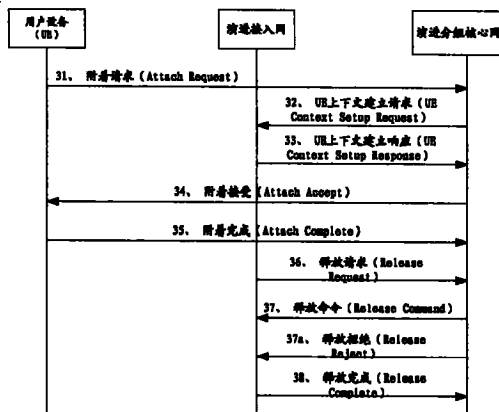 用户设备
(UE)
演进接入网
演进分组核心网
31、 附着请求 (Attach Request)
32、 UE上下文建立请求 (UE
Context Setup Request)
33、 UE上下文建立响应 (UE
Context Setup Response)
34、 附着接受 (Attach Accept)
35、 附着完成 (Attach Complete)
36、 释放请求 (Release
Request)
37、 释放命令 (Release Command)
37a、 释放拒绝 (Release
Reject)
38、 释放完成 (Release
Complete)